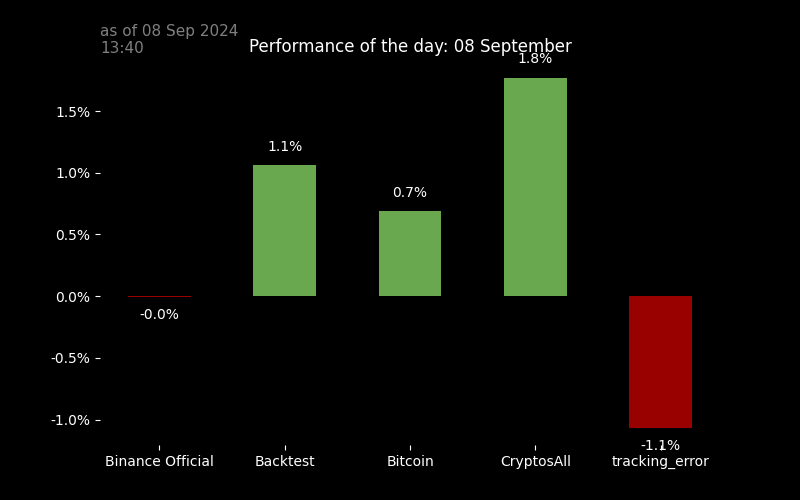 as of 08 Sep 2024
13:40
Performance of the day: 08 September
1.8%
1.5%
1.1%
1.0%
0.7%
0.5%
0.0%
-0.0%
-0.5%
-1.0%
-1.1%
Binance Official
Backtest
Bitcoin
CryptosAll
tracking_error